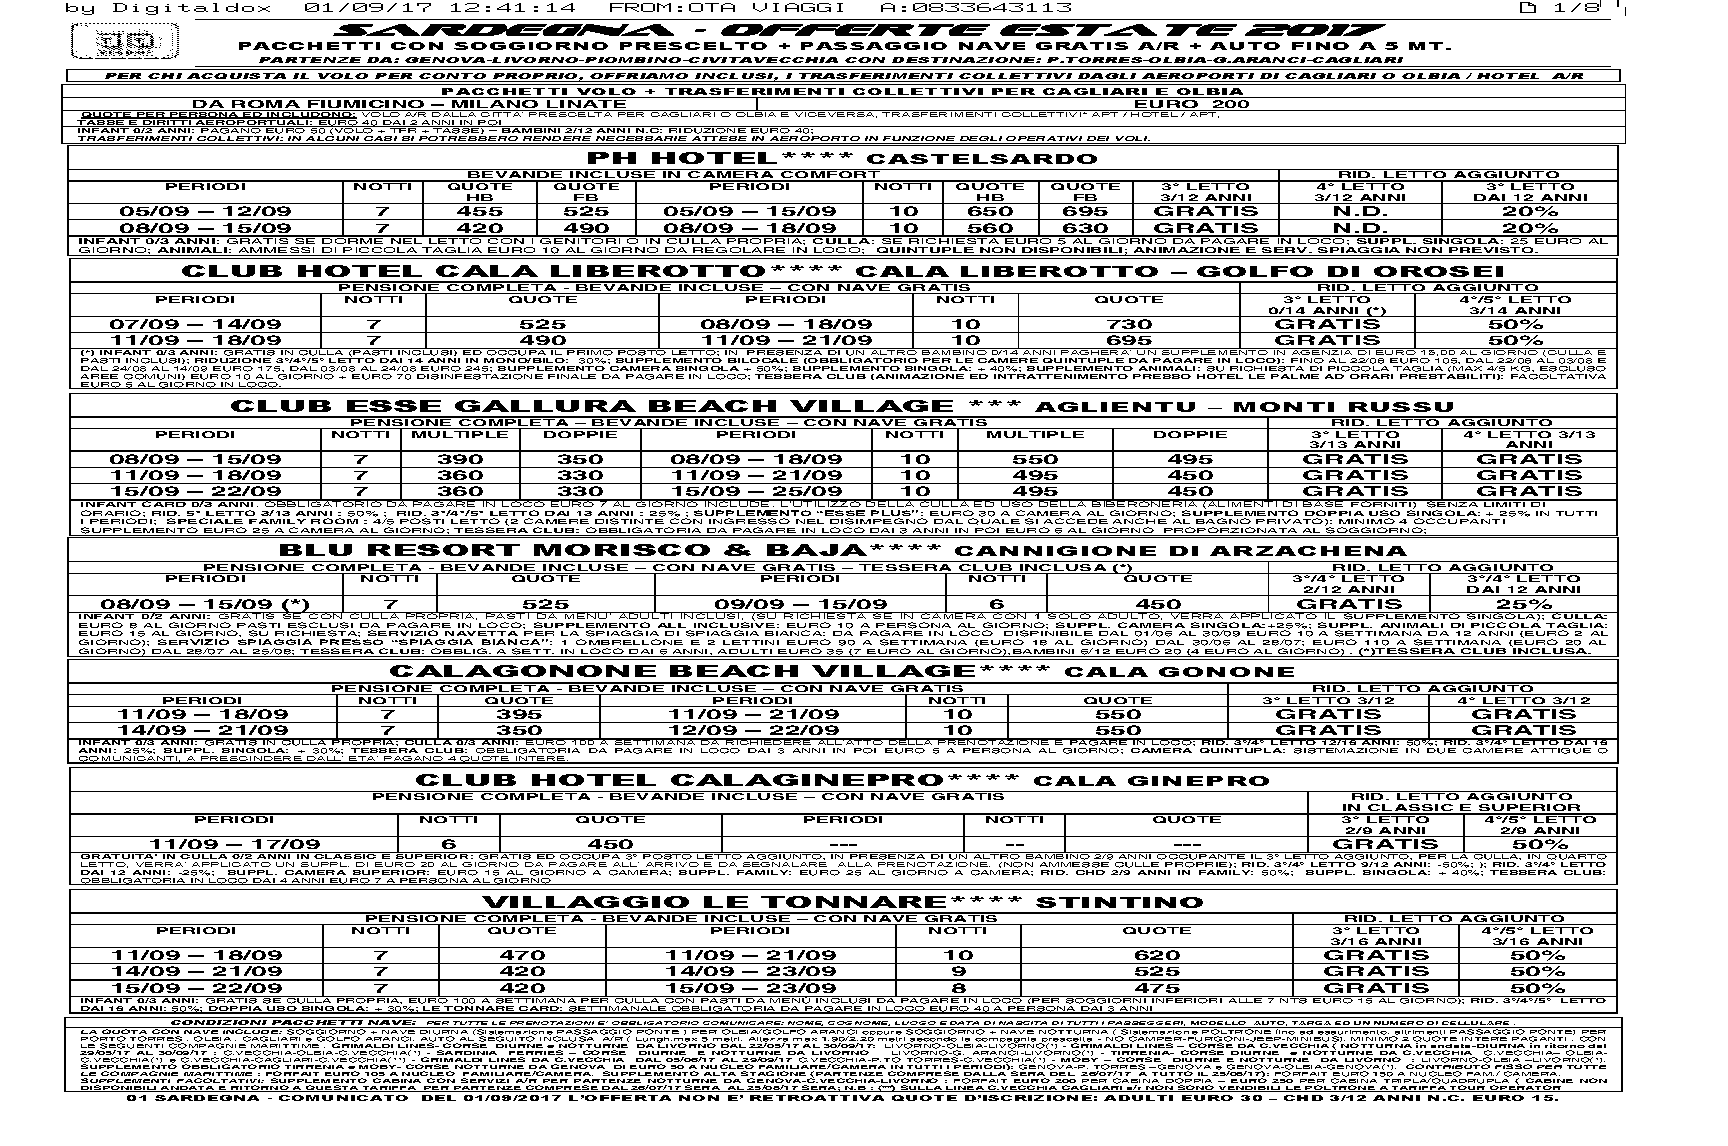 by Digitaldox 01/09/17 12:41:14 FROM:OTA VIAGGI A:0833643113 1/8
SARDEGNA - OFFERTE ESTATE 2017
PACCHETTI CON SOGGIORNO PRESCELTO + PASSAGGIO NAVE GRATIS A/R + AUTO FINO A 5 MT.
PARTENZE DA: GENOVA-LIVORNO-PIOMBINO-CIVITAVECCHIA CON DESTINAZIONE: P.TORRES-OLBIA-G.ARANCI-CAGLIARI
PER CHI ACQUISTA IL VOLO PER CONTO PROPRIO, OFFRIAMO INCLUSI, I TRASFERIMENTI COLLETTIVI DAGLI AEROPORTI DI CAGLIARI O OLBIA / HOTEL A/R
PACCHETTI VOLO + TRASFERIMENTI COLLETTIVI PER CAGLIARI E OLBIA
DA ROMA FIUMICINO – MILANO LINATE EURO 200
QUOTE PER PERSONA ED INCLUDONO: VOLO A/R DALLA CITTA' PRESCELTA PER CAGLIARI O OLBIA E VICEVERSA, TRASFERIMENTI COLLETTIVI* APT / HOTEL / APT,
TASSE E DIRITTI AEROPORTUALI: EURO 40 DAI 2 ANNI IN POI
INFANT 0/2 ANNI: PAGANO EURO 50 (VOLO + TFR + TASSE) – BAMBINI 2/12 ANNI N.C: RIDUZIONE EURO 40;
TRASFERIMENTI COLLETTIVI: IN ALCUNI CASI SI POTREBBERO RENDERE NECESSARIE ATTESE IN AEROPORTO IN FUNZIONE DEGLI OPERATIVI DEI VOLI.
PH HOTEL**** CASTELSARDO
BEVANDE INCLUSE IN CAMERA COMFORT RID. LETTO AGGIUNTO
PERIODI NOTTI QUOTE HB QUOTE FB PERIODI NOTTI QUOTE HB QUOTE FB 3° LETTO 3/12 ANNI 4° LETTO 3/12 ANNI 3° LETTO DAI 12 ANNI
05/09 – 12/09 7 455 525 05/09 – 15/09 10 650 695 GRATIS N.D. 20%
08/09 – 15/09 7 420 490 08/09 – 18/09 10 560 630 GRATIS N.D. 20%
INFANT 0/3 ANNI: GRATIS SE DORME NEL LETTO CON I GENITORI O IN CULLA PROPRIA; CULLA: SE RICHIESTA EURO 5 AL GIORNO DA PAGARE IN LOCO; SUPPL. SINGOLA: 25 EURO AL
GIORNO; ANIMALI: AMMESSI DI PICCOLA TAGLIA EURO 10 AL GIORNO DA REGOLARE IN LOCO; QUINTUPLE NON DISPONIBILI; ANIMAZIONE E SERV. SPIAGGIA NON PREVISTO.
CLUB HOTEL CALA LIBEROTTO**** CALA LIBEROTTO – GOLFO DI OROSEI
PENSIONE COMPLETA - BEVANDE INCLUSE – CON NAVE GRATIS RID. LETTO AGGIUNTO
PERIODI NOTTI QUOTE PERIODI NOTTI QUOTE 3° LETTO 0/14 ANNI (*) 4°/5° LETTO 3/14 ANNI
07/09 – 14/09 7 525 08/09 – 18/09 10 730 GRATIS 50%
11/09 – 18/09 7 490 11/09 – 21/09 10 695 GRATIS 50%
(*) INFANT 0/3 ANNI: GRATIS IN CULLA (PASTI INCLUSI) ED OCCUPA IL PRIMO POSTO LETTO; IN PRESENZA DI UN ALTRO BAMBINO 0/14 ANNI PAGHERA' UN SUPPLEMENTO IN AGENZIA DI EURO 15,00 AL GIORNO (CULLA E
PASTI INCLUSI); RIDUZIONE 3°/4°/5° LETTO DAI 14 ANNI IN MONO/BILO: 30%; SUPPLEMENTO BILOCALE (OBBLIGATORIO PER LE CAMERE QUINTUPLE DA PAGARE IN LOCO): FINO AL 22/08 EURO 105, DAL 22/08 AL 03/08 E
DAL 24/08 AL 14/09 EURO 175, DAL 03/08 AL 24/08 EURO 245; SUPPLEMENTO CAMERA SINGOLA + 50%; SUPPLEMENTO SINGOLA: + 40%; SUPPLEMENTO ANIMALI: SU RICHIESTA DI PICCOLA TAGLIA (MAX 4/5 KG, ESCLUSO
AREE COMUNI) EURO 10 AL GIORNO + EURO 70 DISINFESTAZIONE FINALE DA PAGARE IN LOCO; TESSERA CLUB (ANIMAZIONE ED INTRATTENIMENTO PRESSO HOTEL LE PALME AD ORARI PRESTABILITI): FACOLTATIVA
EURO 5 AL GIORNO IN LOCO.
CLUB ESSE GALLURA BEACH VILLAGE *** AGLIENTU – MONTI RUSSU
PENSIONE COMPLETA – BEVANDE INCLUSE – CON NAVE GRATIS RID. LETTO AGGIUNTO
PERIODI NOTTI MULTIPLE DOPPIE PERIODI NOTTI MULTIPLE DOPPIE 3° LETTO 3/13 ANNI 4° LETTO 3/13 ANNI
08/09 – 15/09 7 390 350 08/09 – 18/09 10 550 495 GRATIS GRATIS
11/09 – 18/09 7 360 330 11/09 – 21/09 10 495 450 GRATIS GRATIS
15/09 – 22/09 7 360 330 15/09 – 25/09 10 495 450 GRATIS GRATIS
INFANT CARD 0/3 ANNI: OBBLIGATORIO DA PAGARE IN LOCO EURO 7 AL GIORNO INCLUDE L'UTILIZZO DELLA CULLA ED USO DELLA BIBERONERIA (ALIMENTI DI BASE FORNITI) SENZA LIMITI DI
ORARIO; RID. 5° LETTO 3/13 ANNI : 50% ; RID. 3°/4°/5° LETTO DAI 13 ANNI : 25% ; SUPPLEMENTO "ESSE PLUS": EURO 30 A CAMERA AL GIORNO; SUPPLEMENTO DOPPIA USO SINGOLA: + 25% IN TUTTI
I PERIODI; SPECIALE FAMILY ROOM : 4/5 POSTI LETTO (2 CAMERE DISTINTE CON INGRESSO NEL DISIMPEGNO DAL QUALE SI ACCEDE ANCHE AL BAGNO PRIVATO): MINIMO 4 OCCUPANTI
SUPPLEMENTO EURO 25 A CAMERA AL GIORNO; TESSERA CLUB: OBBLIGATORIA DA PAGARE IN LOCO DAI 3 ANNI IN POI EURO 6 AL GIORNO PROPORZIONATA AL SOGGIORNO;
BLU RESORT MORISCO & BAJA**** CANNIGIONE DI ARZACHENA
PENSIONE COMPLETA - BEVANDE INCLUSE – CON NAVE GRATIS – TESSERA CLUB INCLUSA (*) RID. LETTO AGGIUNTO
PERIODI NOTTI QUOTE PERIODI NOTTI QUOTE 3°/4° LETTO 2/12 ANNI 3°/4° LETTO DAI 12 ANNI
08/09 – 15/09 (*) 7 525 09/09 – 15/09 6 450 GRATIS 25%
INFANT 0/2 ANNI: GRATIS SE CON CULLA PROPRIA, PASTI DA MENU' ADULTI INCLUSI, (SU RICHIESTA SE IN CAMERA CON 1 SOLO ADULTO, VERRA APPLICATO IL SUPPLEMENTO SINGOLA); CULLA:
EURO 8 AL GIORNO PASTI ESCLUSI DA PAGARE IN LOCO; SUPPLEMENTO ALL INCLUSIVE: EURO 10 A PERSONA AL GIORNO; SUPPL. CAMERA SINGOLA:+25%; SUPPL. ANIMALI DI PICCOLA TAGLIA:
EURO 15 AL GIORNO, SU RICHIESTA; SERVIZIO NAVETTA PER LA SPIAGGIA DI SPIAGGIA BIANCA: DA PAGARE IN LOCO DISPONIBILE DAL 01/06 AL 30/09 EURO 10 A SETTIMANA DA 12 ANNI (EURO 2 AL
GIORNO); SERVIZIO SPIAGGIA PRESSO "SPIAGGIA BIANCA": 1 OMBRELLONE E 2 LETTINI EURO 90 A SETTIMANA (EURO 18 AL GIORNO) DAL 30/06 AL 28/07; EURO 110 A SETTIMANA (EURO 20 AL
GIORNO) DAL 28/07 AL 25/08; TESSERA CLUB: OBBLIG. A SETT. IN LOCO DAI 6 ANNI, ADULTI EURO 35 (7 EURO AL GIORNO),BAMBINI 6/12 EURO 20 (4 EURO AL GIORNO) . (*)TESSERA CLUB INCLUSA.
CALAGONONE BEACH VILLAGE**** CALA GONONE
PENSIONE COMPLETA - BEVANDE INCLUSE – CON NAVE GRATIS RID. LETTO AGGIUNTO
PERIODI NOTTI QUOTE PERIODI NOTTI QUOTE 3° LETTO 3/12 4° LETTO 3/12
11/09 – 18/09 7 395 11/09 – 21/09 10 550 GRATIS GRATIS
14/09 – 21/09 7 350 12/09 – 22/09 10 550 GRATIS GRATIS
INFANT 0/3 ANNI: GRATIS IN CULLA PROPRIA; CULLA 0/3 ANNI: EURO 100 A SETTIMANA DA RICHIEDERE ALL'ATTO DELLA PRENOTAZIONE E PAGARE IN LOCO; RID. 3°/4° LETTO 12/16 ANNI: 50%; RID. 3°/4° LETTO DAI 16
ANNI: 25%; SUPPL. SINGOLA: + 30%; TESSERA CLUB: OBBLIGATORIA DA PAGARE IN LOCO DAI 3 ANNI IN POI EURO 5 A PERSONA AL GIORNO; CAMERA QUINTUPLA: SISTEMAZIONE IN DUE CAMERE ATTIGUE O
COMUNICANTI, A PRESCINDERE DALL' ETA' PAGANO 4 QUOTE INTERE.
CLUB HOTEL CALAGINEPRO**** CALA GINEPRO
PENSIONE COMPLETA - BEVANDE INCLUSE – CON NAVE GRATIS RID. LETTO AGGIUNTO IN CLASSIC E SUPERIOR
PERIODI NOTTI QUOTE PERIODI NOTTI QUOTE 3° LETTO 2/9 ANNI 4°/5° LETTO 2/9 ANNI
11/09 – 17/09 6 450 --- -- --- GRATIS 50%
GRATUITA' IN CULLA 0/2 ANNI IN CLASSIC E SUPERIOR: GRATIS ED OCCUPA 3° POSTO LETTO AGGIUNTO, IN PRESENZA DI UN ALTRO BAMBINO 2/9 ANNI OCCUPANTE IL 3° LETTO AGGIUNTO, PER LA CULLA, IN QUARTO
LETTO, VERRA' APPLICATO UN SUPPL. DI EURO 20 AL GIORNO DA PAGARE ALL' ARRIVO E DA SEGNALARE ALLA PRENOTAZIONE. (NON AMMESSE CULLE PROPRIE); RID. 3°/4° LETTO 9/12 ANNI: -50%; ); RID. 3°/4° LETTO
DAI 12 ANNI: -25%; SUPPL. CAMERA SUPERIOR: EURO 15 AL GIORNO A CAMERA; SUPPL. FAMILY: EURO 25 AL GIORNO A CAMERA; RID. CHD 2/9 ANNI IN FAMILY: 50%; SUPPL. SINGOLA: + 40%; TESSERA CLUB:
OBBLIGATORIA IN LOCO DAI 4 ANNI EURO 7 A PERSONA AL GIORNO
VILLAGGIO LE TONNARE**** STINTINO
PENSIONE COMPLETA - BEVANDE INCLUSE – CON NAVE GRATIS RID. LETTO AGGIUNTO
PERIODI NOTTI QUOTE PERIODI NOTTI QUOTE 3° LETTO 3/16 ANNI 4°/5° LETTO 3/16 ANNI
11/09 – 18/09 7 470 11/09 – 21/09 10 620 GRATIS 50%
14/09 – 21/09 7 420 14/09 – 23/09 9 525 GRATIS 50%
15/09 – 22/09 7 420 15/09 – 23/09 8 475 GRATIS 50%
INFANT 0/3 ANNI: GRATIS SE CULLA PROPRIA, EURO 100 A SETTIMANA PER CULLA CON PASTI DA MENÙ INCLUSI DA PAGARE IN LOCO (PER SOGGIORNI INFERIORI ALLE 7 NTS EURO 15 AL GIORNO); RID. 3°/4°/5° LETTO
DAI 16 ANNI: 50%; DOPPIA USO SINGOLA: + 30%; LE TONNARE CARD: SETTIMANALE OBBLIGATORIA DA PAGARE IN LOCO EURO 40 A PERSONA DAI 3 ANNI
CONDIZIONI PACCHETTI NAVE: PER TUTTE LE PRENOTAZIONI E' OBBLIGATORIO COMUNICARE: NOME, COGNOME, LUOGO E DATA DI NASCITA DI TUTTI I PASSEGGERI, MODELLO AUTO, TARGA ED UN NUMERO DI CELLULARE.
LA QUOTA CON NAVE INCLUDE: SOGGIORNO + NAVE DIURNA
SUPPLEMENTI FACOLTATIVI: SUPPLEMENTO CABINA CON SERVIZI A/R PER PARTENZE NOTTURNE DA GENOVA-C.VECCHIA-LIVORNO : FORFAIT EURO 200 PER CABINA DOPPIA – EURO 250 PER CABINA TRIPLA/QUADRUPLA ( CABINE NON
01 SARDEGNA - COMUNICATO DEL 01/09/2017 L'OFFERTA NON E' RETROATTIVA QUOTE D'ISCRIZIONE: ADULTI EURO 30 – CHD 3/12 ANNI N.C. EURO 15.